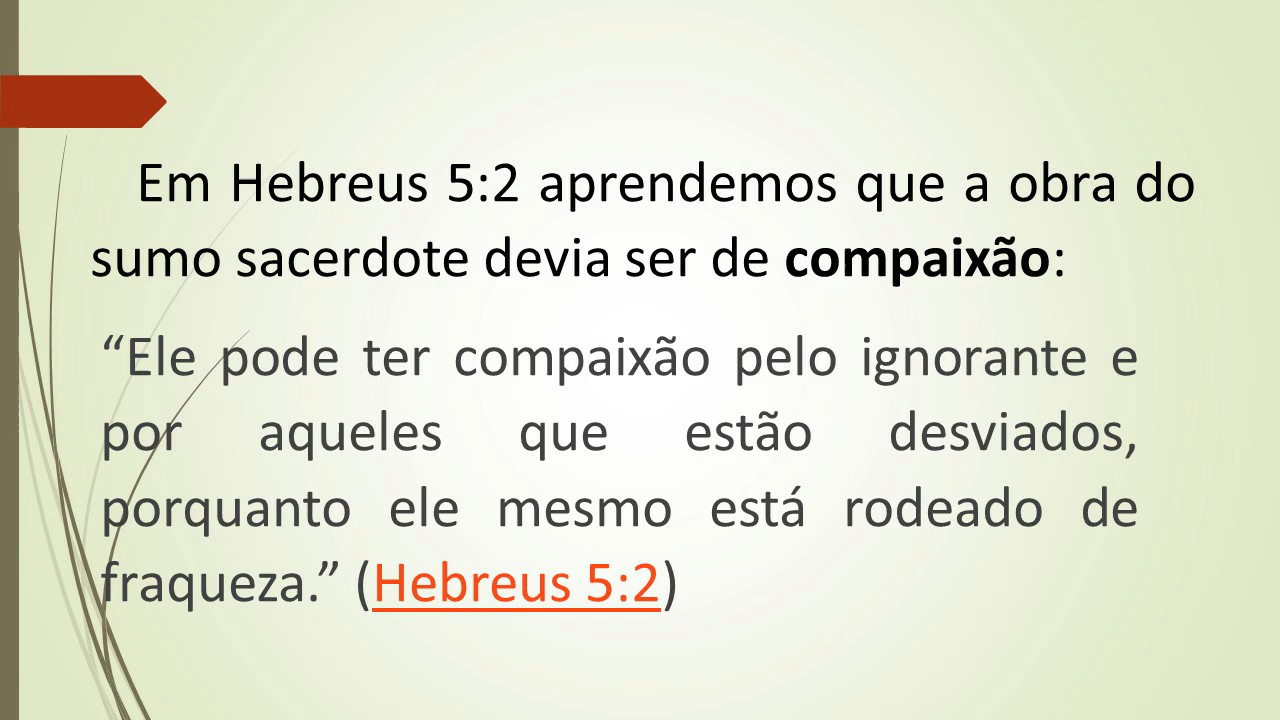 Em Hebreus 5:2 aprendemos que a obra do
sumo sacerdote devia ser de compaixão:
“Ele pode ter compaixão pelo ignorante e
por aqueles que estão desviados,
porquanto ele mesmo está rodeado de
fraqueza.” (Hebreus 5:2)